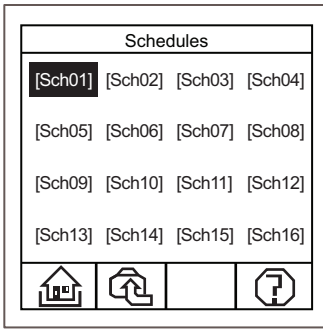 Schedules
[Sch01] [Sch02] [Sch03] [Sch04]
[Sch05] [Sch06] [Sch07] [Sch08]
[Sch09] [Sch10] [Sch11] [Sch12]
[Sch13] [Sch14] [Sch15] [Sch16]
?